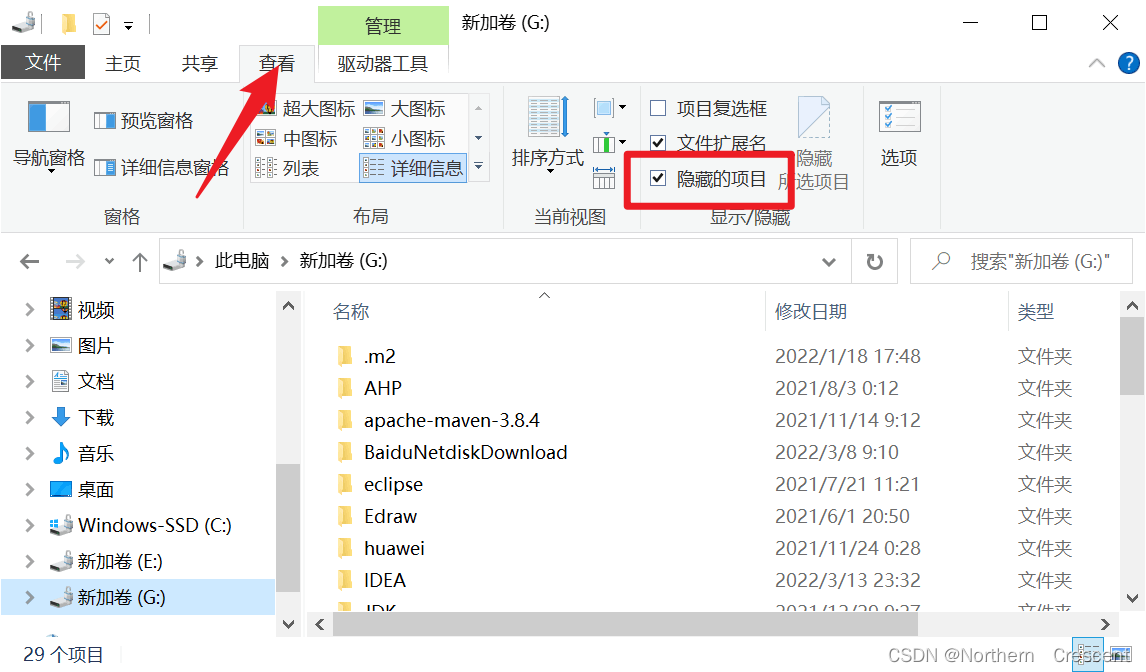 管理
新加卷 (G:)
文件
主页
共享
查看
驱动器工具
导航窗格
预览窗格
详细信息窗格
窗格
超大图标
大图标
中图标
小图标
列表
详细信息
布局
排序方式
当前视图
项目复选框
文件扩展名
隐藏的项目
隐藏
所选项目
显示/隐藏
选项
此电脑
新加卷 (G:)
搜索"新加卷 (G:)"
视频
图片
文档
下载
音乐
桌面
Windows-SSD (C:)
新加卷 (E:)
新加卷 (G:)
名称 修改日期 类型
.m2 2022/1/18 17:48 文件夹
AHP 2021/8/3 0:12 文件夹
apache-maven-3.8.4 2021/11/14 9:12 文件夹
BaiduNetdiskDownload 2022/3/8 9:10 文件夹
eclipse 2021/7/21 11:21 文件夹
Edraw 2021/6/1 20:50 文件夹
huawei 2021/11/24 0:28 文件夹
IDEA 2022/3/13 23:32 文件夹
JDK 文件夹
29 个项目
CSDN @Northern Crescent